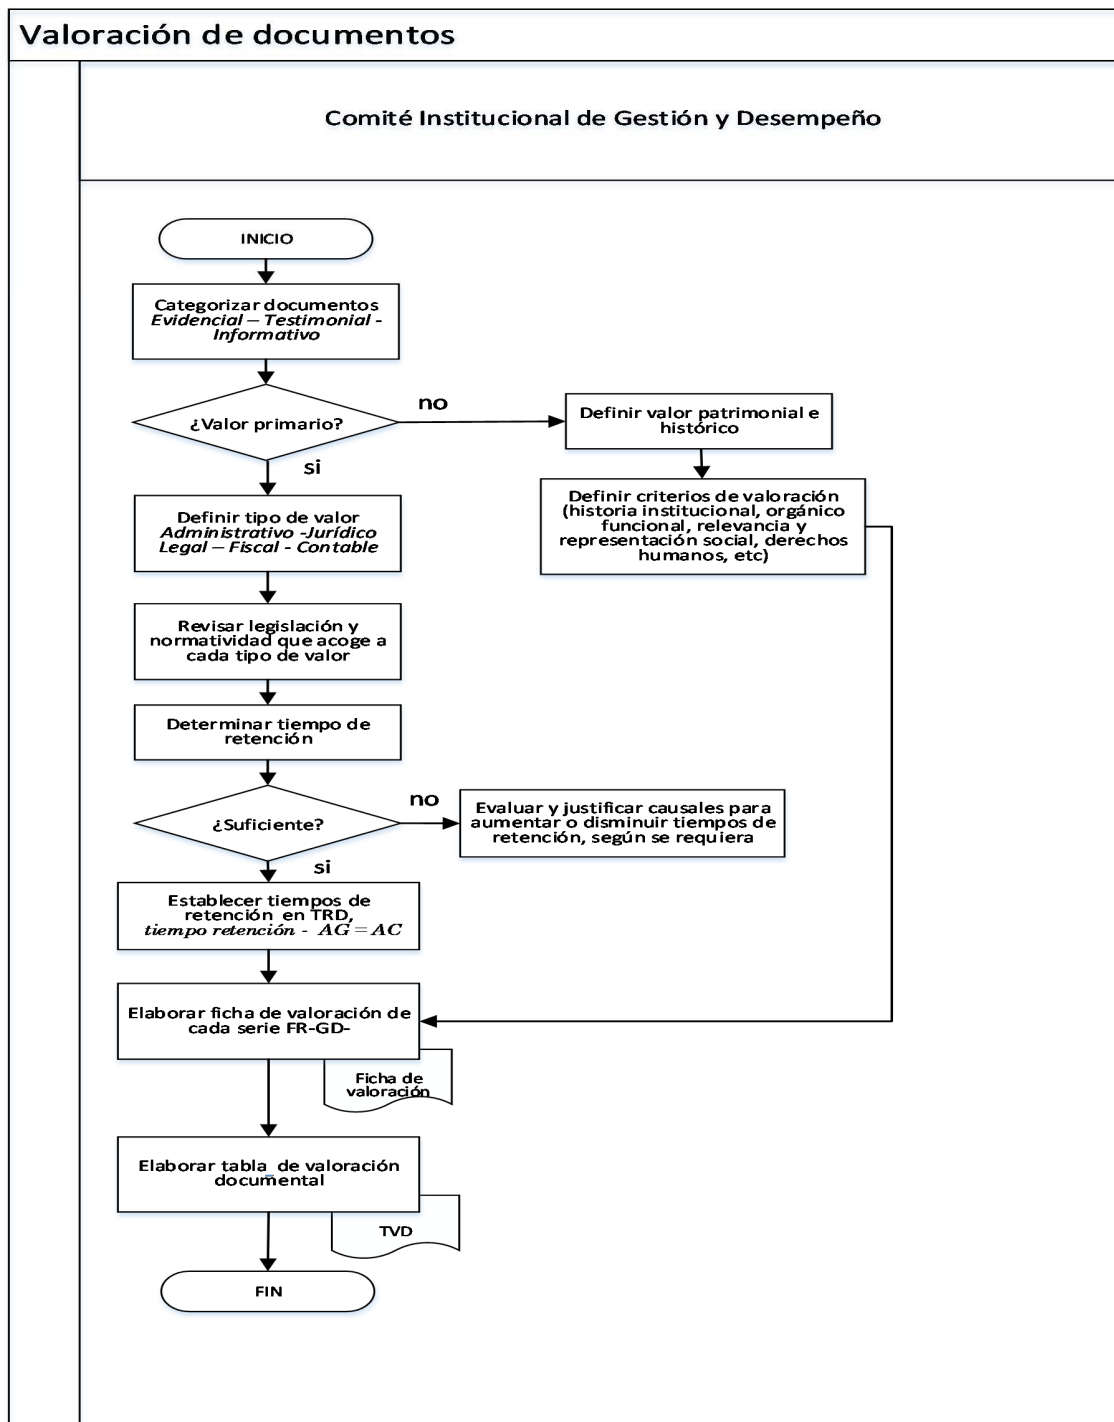 Valoración de documentos
Comité Institucional de Gestión y Desempeño
INICIO
Categorizar documentos
Evidencial – Testimonial -
Informativo
¿Valor primario?
no
si
Definir valor patrimonial e
histórico
Definir criterios de valoración
(historia institucional, orgánico
funcional, relevancia y
representación social, derechos
humanos, etc)
Definir tipo de valor
Administrativo -Jurídico
Legal – Fiscal - Contable
Revisar legislación y
normatividad que acoge a
cada tipo de valor
Determinar tiempo de
retención
¿Suficiente?
no
si
Evaluar y justificar causales para
aumentar o disminuir tiempos de
retención, según se requiera
Establecer tiempos de
retención en TRD,
tiempo retención - AG = AC
Elaborar ficha de valoración de
cada serie FR-GD-
Ficha de
valoración
Elaborar tabla de valoración
documental
TVD
FIN